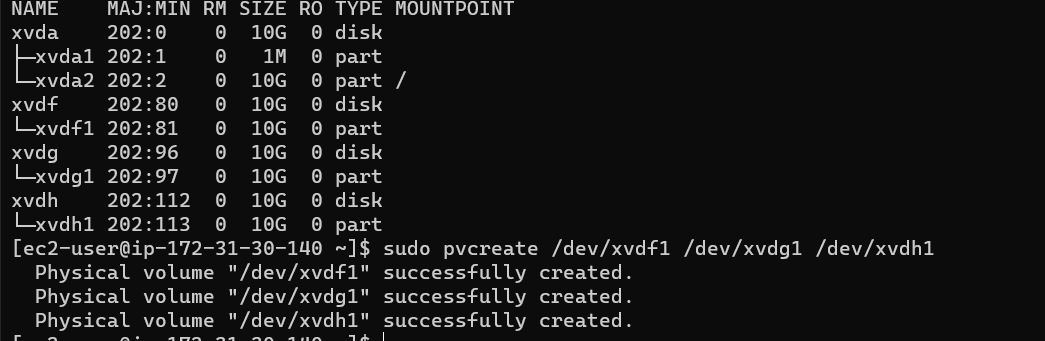 NAME    MAJ:MIN RM SIZE RO TYPE MOUNTPOINT
xvda    202:0    0  10G  0 disk
├─xvda1 202:1    0   1M  0 part
└─xvda2 202:2    0  10G  0 part /
xvdf    202:80   0  10G  0 disk
└─xvdf1 202:81   0  10G  0 part
xvdg    202:96   0  10G  0 disk
└─xvdg1 202:97   0  10G  0 part
xvdh    202:112  0  10G  0 disk
└─xvdh1 202:113  0  10G  0 part
[ec2-user@ip-172-31-30-140 ~]$ sudo pvcreate /dev/xvdf1 /dev/xvdg1 /dev/xvdh1
  Physical volume "/dev/xvdf1" successfully created.
  Physical volume "/dev/xvdg1" successfully created.
  Physical volume "/dev/xvdh1" successfully created.